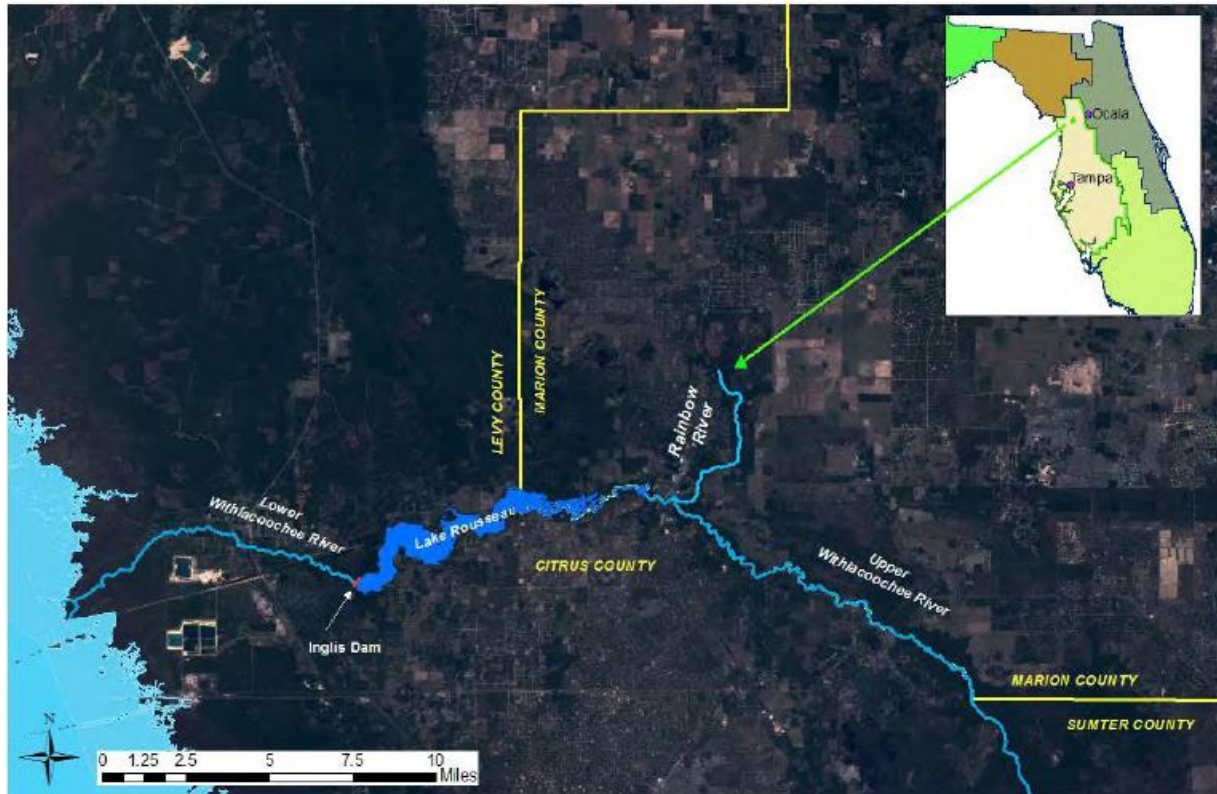 Ocala
Tampa
LEVY COUNTY
MARION COUNTY
Rainbow
River
Lower
Withlacoochee River
Lake Rousseau
CITRUS COUNTY
Upper
Withlacoochee River
Inglis Dam
MARION COUNTY
SUMTER COUNTY
N
0 1.25 2.5 5 7.5 10
Miles